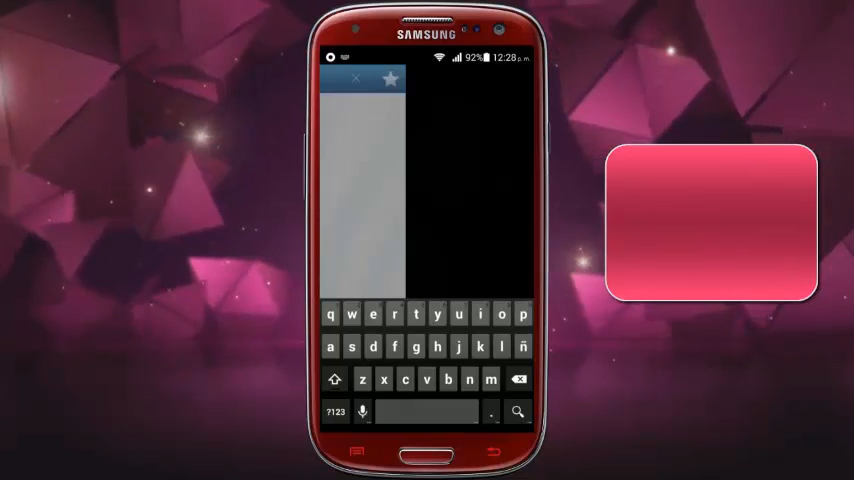 SAMSUNG
92% 12:28 p.m.
q w e r t y u i o p
a s d f g h j k l ñ
z x c v b n m
?123 .